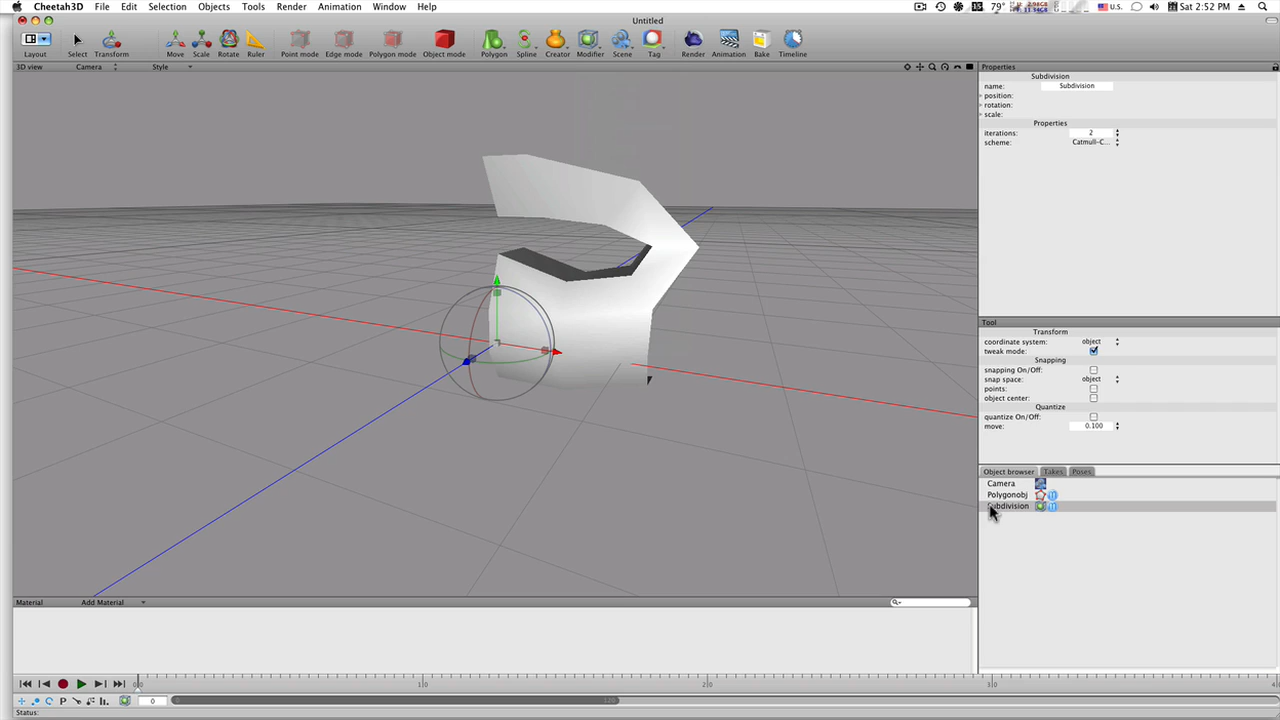 Cheetah3D File Edit Selection Objects Tools Render Animation Window Help 79° U.S. Sat 2:52 PM
Untitled
Layout Select Transform Move Scale Rotate Ruler Point mode Edge mode Polygon mode Object mode Polygon Spline Creator Modifier Scene Tag Render Animation Bake Timeline
3D view Camera Style
Properties
Subdivision
name: Subdivision
position:
rotation:
scale:
Properties
iterations: 2
scheme: Catmull-C...
Tool
Transform
coordinate system: object
tweak mode:
Snapping
snapping On/Off:
snap space: object
points:
object center:
Quantize
quantize On/Off:
move: 0.100
Object browser Takes Poses
Camera
Polygonobj
Subdivision
Material Add Material
0
Status: